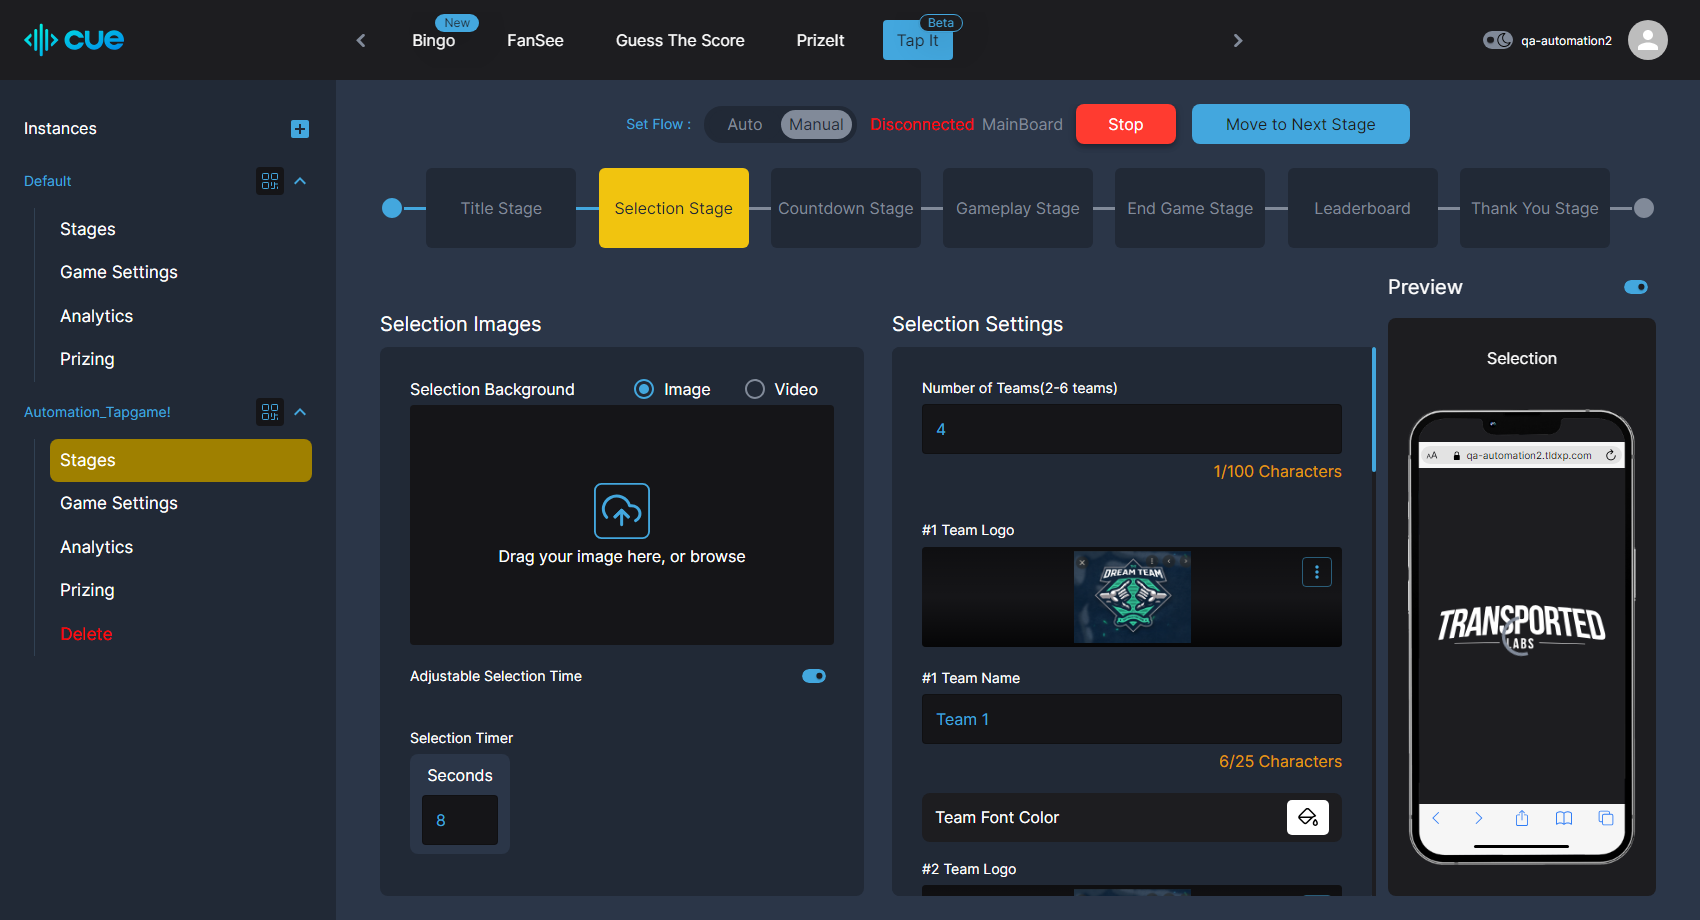 cue
New
Bingo
FanSee
Guess The Score
PrizeIt
Beta
Tap It
qa-automation2
Instances
Default
Stages
Game Settings
Analytics
Prizing
Automation_Tapgame!
Stages
Game Settings
Analytics
Prizing
Delete
Set Flow :
Auto
Manual
Disconnected MainBoard
Stop
Move to Next Stage
Title Stage
Selection Stage
Countdown Stage
Gameplay Stage
End Game Stage
Leaderboard
Thank You Stage
Selection Images
Selection Background
Image
Video
Drag your image here, or browse
Adjustable Selection Time
Selection Timer
Seconds
8
Selection Settings
Number of Teams(2-6 teams)
4
1/100 Characters
#1 Team Logo
DREAM TEAM
#1 Team Name
Team 1
6/25 Characters
Team Font Color
#2 Team Logo
Preview
Selection
AA
qa-automation2.tldxp.com
TRANSPORTED
LABS